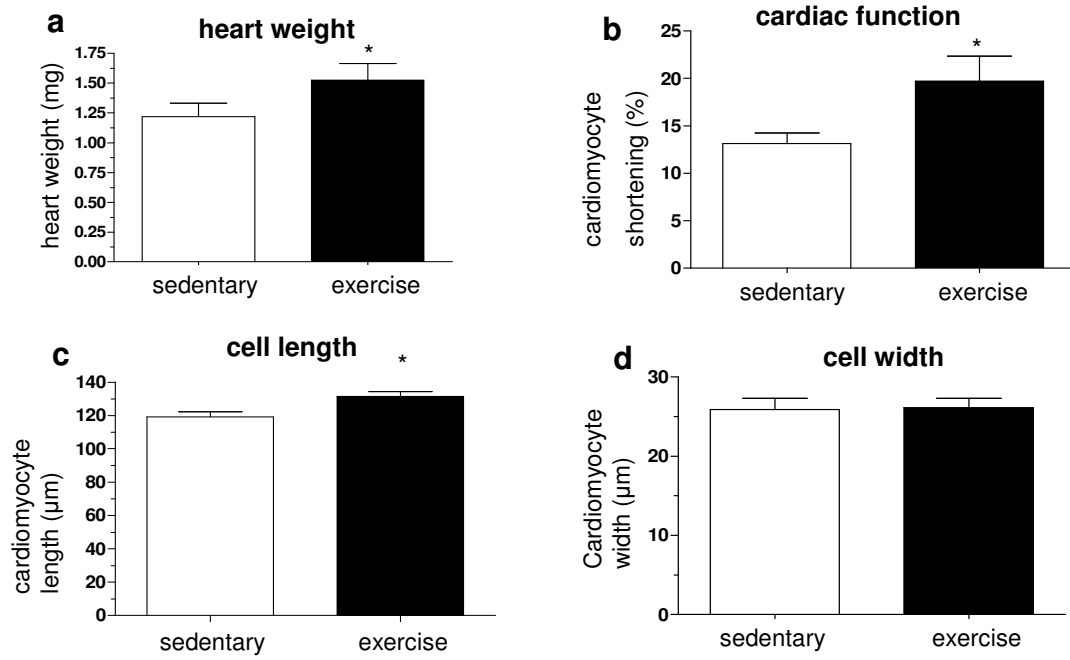 a
heart weight
heart weight (mg)
1.75
1.50
1.25
1.00
0.75
0.50
0.25
0.00
*
sedentary
exercise
b
cardiac function
cardiomyocyte
shortening (%)
25
20
15
10
5
0
*
sedentary
exercise
c
cell length
cardiomyocyte
length (µm)
140
120
100
80
60
40
20
0
*
sedentary
exercise
d
cell width
Cardiomyocyte
width (µm)
30
20
10
0
sedentary
exercise